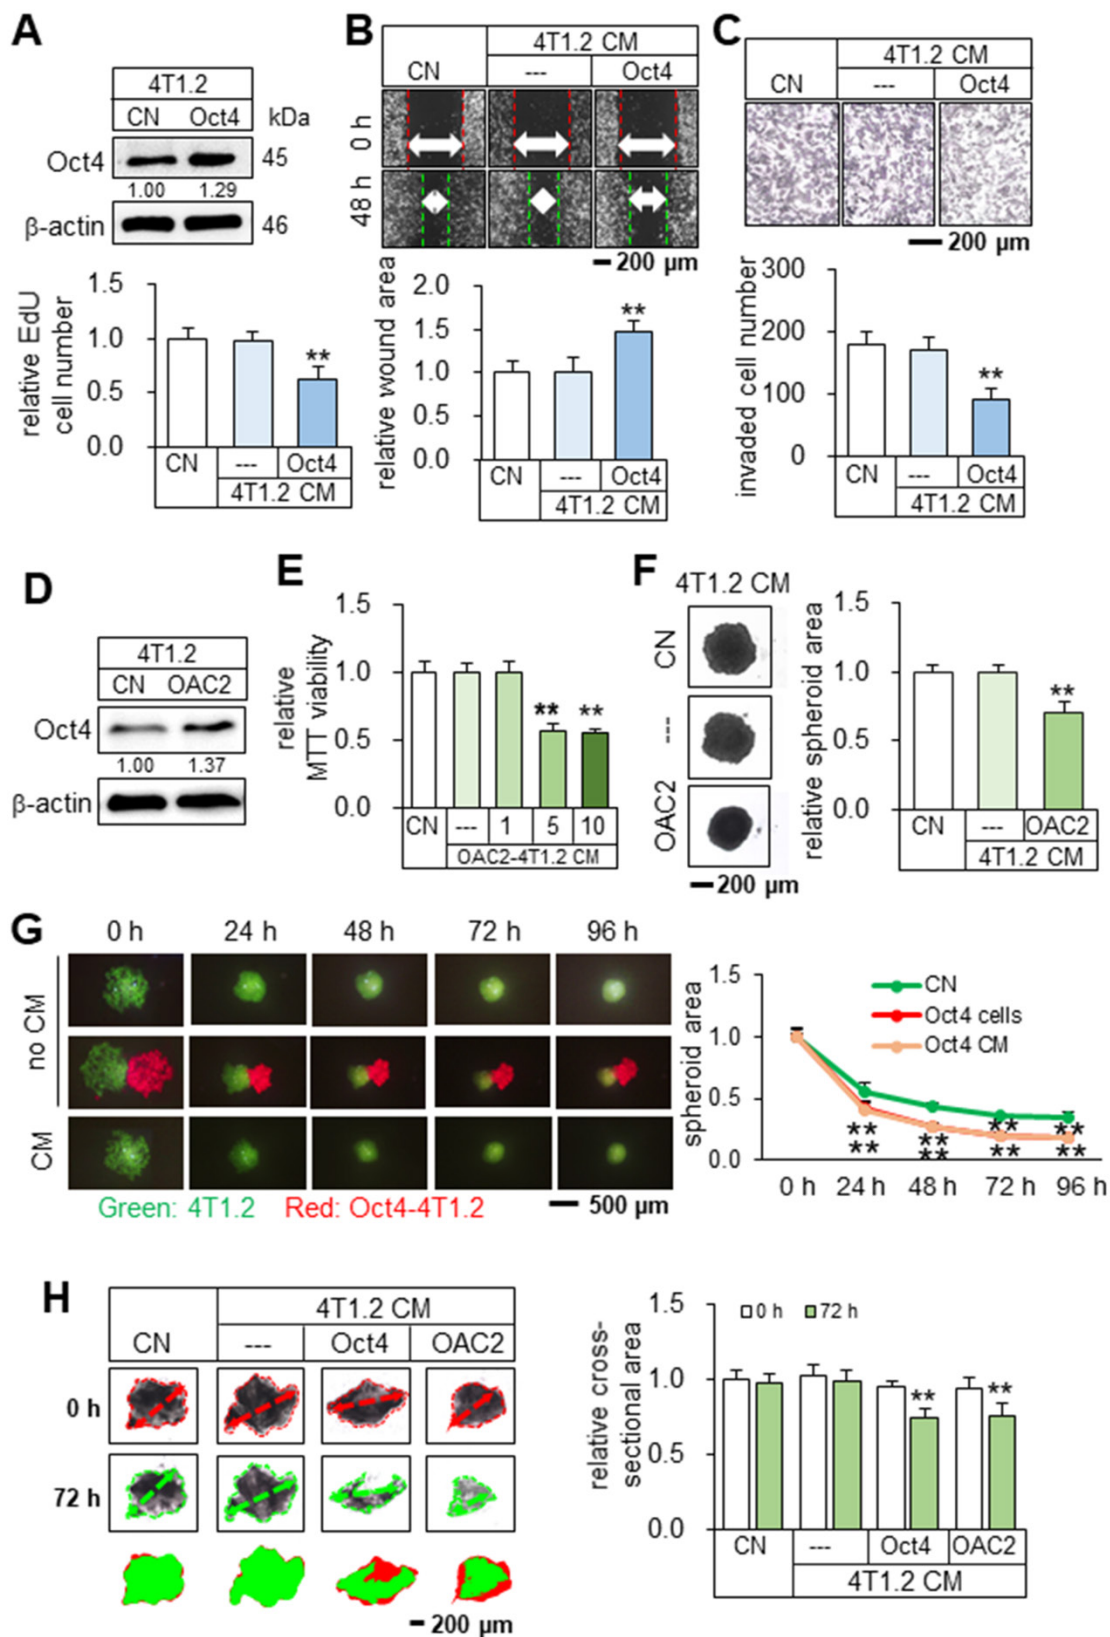 A
4T1.2
CN Oct4 kDa
Oct4 45
1.00 1.29
β-actin 46
relative EdU
cell number
1.5
1.0
0.5
0.0
**
CN --- Oct4
4T1.2 CM
B
4T1.2 CM
CN --- Oct4
0 h
48 h
200 µm
relative wound area
2.0
1.5
1.0
0.5
0.0
**
CN --- Oct4
4T1.2 CM
C
4T1.2 CM
CN --- Oct4
200 µm
invaded cell number
300
200
100
0
**
CN --- Oct4
4T1.2 CM
D
4T1.2
CN OAC2
Oct4
1.00 1.37
β-actin
E
relative
MTT viability
1.5
1.0
0.5
0.0
** **
CN --- 1 5 10
OAC2-4T1.2 CM
F
4T1.2 CM
CN
---
OAC2
200 µm
relative spheroid area
1.5
1.0
0.5
0.0
**
CN --- OAC2
4T1.2 CM
G
0 h 24 h 48 h 72 h 96 h
no CM
CM
Green: 4T1.2 Red: Oct4-4T1.2
500 µm
spheroid area
1.5
1.0
0.5
0.0
CN
Oct4 cells
Oct4 CM
** ** ** **
** ** ** **
0 h 24 h 48 h 72 h 96 h
H
4T1.2 CM
CN --- Oct4 OAC2
0 h
72 h
200 µm
relative cross-
sectional area
1.5
1.0
0.5
0.0
0 h 72 h
** **
CN --- Oct4 OAC2
4T1.2 CM